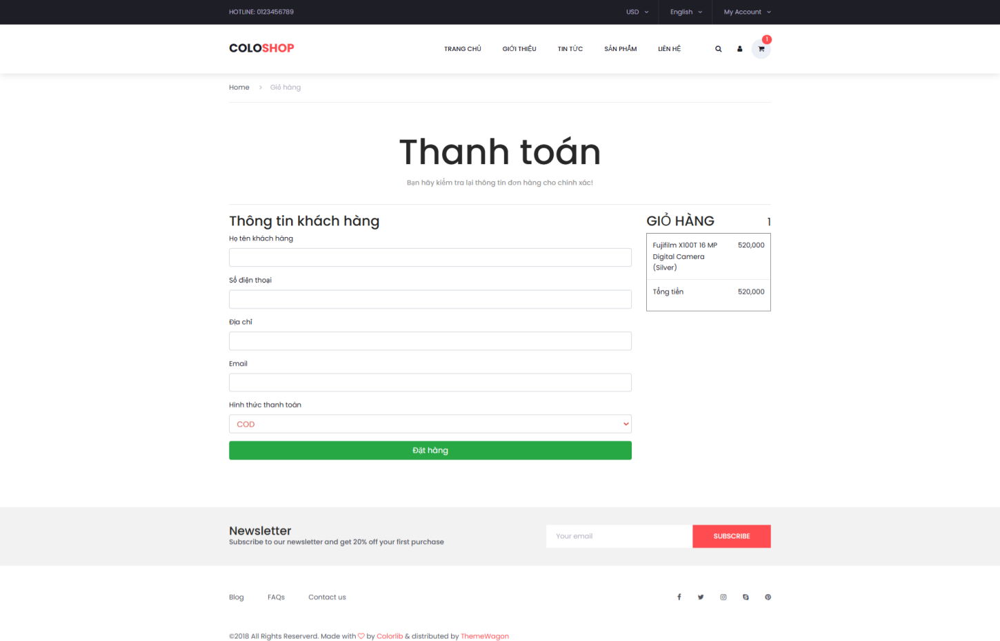 HOTLINE: 0123456789
USD
English
My Account
COLOSHOP
TRANG CHỦ
GIỚI THIỆU
TIN TỨC
SẢN PHẨM
LIÊN HỆ
1
Home > Giỏ hàng
Thanh toán
Bạn hãy kiểm tra lại thông tin đơn hàng cho chính xác!
Thông tin khách hàng
Họ tên khách hàng
Số điện thoại
Địa chỉ
Email
Hình thức thanh toán
COD
Đặt hàng
GIỎ HÀNG 1
Fujifilm X100T 16 MP 520,000
Digital Camera
(Silver)
Tổng tiền 520,000
Newsletter
Subscribe to our newsletter and get 20% off your first purchase
Your email
SUBSCRIBE
Blog
FAQs
Contact us
©2018 All Rights Reserverd. Made with ♡ by Colorlib & distributed by ThemeWagon